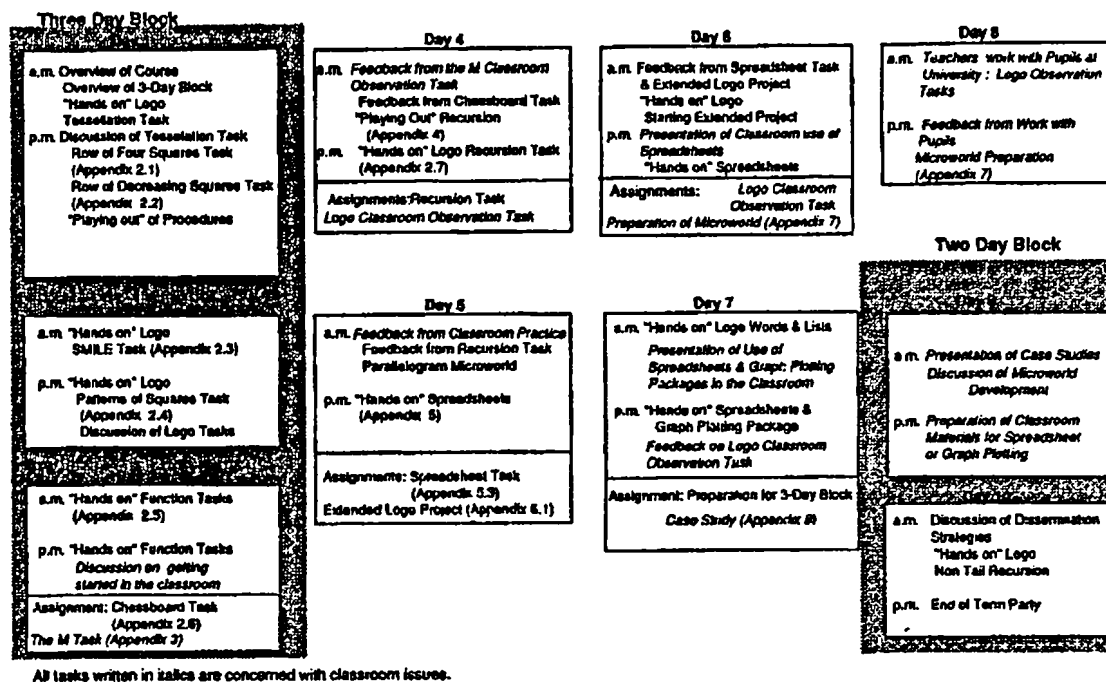 Three Day Block
a.m. Overview of Course
Overview of 3-Day Block
"Hands on" Logo
Tessellation Task
p.m. Discussion of Tessellation Task
Row of Four Squares Task
(Appendix 2.1)
Row of Decreasing Squares Task
(Appendix 2.2)
"Playing out" of Procedures
a.m. "Hands on" Logo
SMILE Task (Appendix 2.3)
p.m. "Hands on" Logo
Patterns of Squares Task
(Appendix 2.4)
Discussion of Logo Tasks
a.m. "Hands on" Function Tasks
(Appendix 2.5)
p.m. "Hands on" Function Tasks
Discussion on getting
started in the classroom
Assignment: Chessboard Task
(Appendix 2.6)
The M Task (Appendix 3)
Day 4
a.m. Feedback from the M Classroom
Observation Task
Feedback from Chessboard Task
"Playing Out" Recursion
(Appendix 4)
p.m. "Hands on" Logo Recursion Task
(Appendix 2.7)
Assignments:Recursion Task
Logo Classroom Observation Task
Day 5
a.m. Feedback from Classroom Practice
Feedback from Recursion Task
Parallelogram Microworld
p.m. "Hands on" Spreadsheets
(Appendix 5)
Assignments: Spreadsheet Task
(Appendix 5.3)
Extended Logo Project (Appendix 6.1)
Day 6
a.m. Feedback from Spreadsheet Task
& Extended Logo Project
"Hands on" Logo
Starting Extended Project
p.m. Presentation of Classroom use of
Spreadsheets
"Hands on" Spreadsheets
Assignments: Logo Classroom
Observation Task
Preparation of Microworld (Appendix 7)
Day 7
a.m. "Hands on" Logo Words & Lists
Presentation of Use of
Spreadsheets & Graph Plotting
Packages in the Classroom
p.m. "Hands on" Spreadsheets &
Graph Plotting Package
Feedback on Logo Classroom
Observation Task
Assignment: Preparation for 3-Day Block
Case Study (Appendix 8)
Day 8
a.m. Teachers work with Pupils at
University : Logo Observation
Tasks
p.m. Feedback from Work with
Pupils
Microworld Preparation
(Appendix 7)
Two Day Block
a.m. Presentation of Case Studies
Discussion of Microworld
Development
p.m. Preparation of Classroom
Materials for Spreadsheet
or Graph Plotting
a.m. Discussion of Dissemination
Strategies
"Hands on" Logo
Non Tail Recursion
p.m. End of Term Party
All tasks written in italics are concerned with classroom issues.